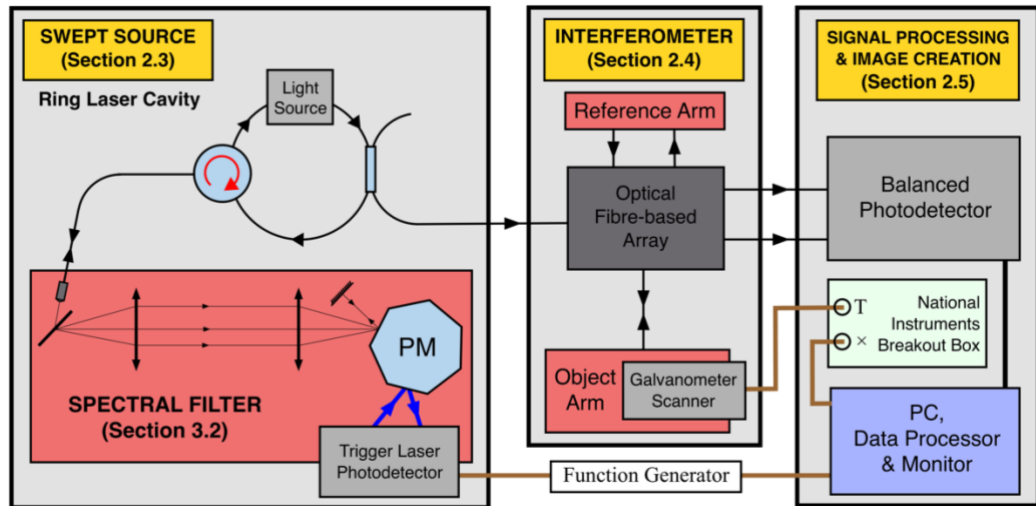 SWEPT SOURCE
(Section 2.3)
Ring Laser Cavity
Light
Source
PM
SPECTRAL FILTER
(Section 3.2)
Trigger Laser
Photodetector
INTERFEROMETER
(Section 2.4)
Reference Arm
Optical
Fibre-based
Array
Object
Arm
Galvanometer
Scanner
Function Generator
SIGNAL PROCESSING
& IMAGE CREATION
(Section 2.5)
Balanced
Photodetector
T
×
National
Instruments
Breakout Box
PC,
Data Processor
& Monitor